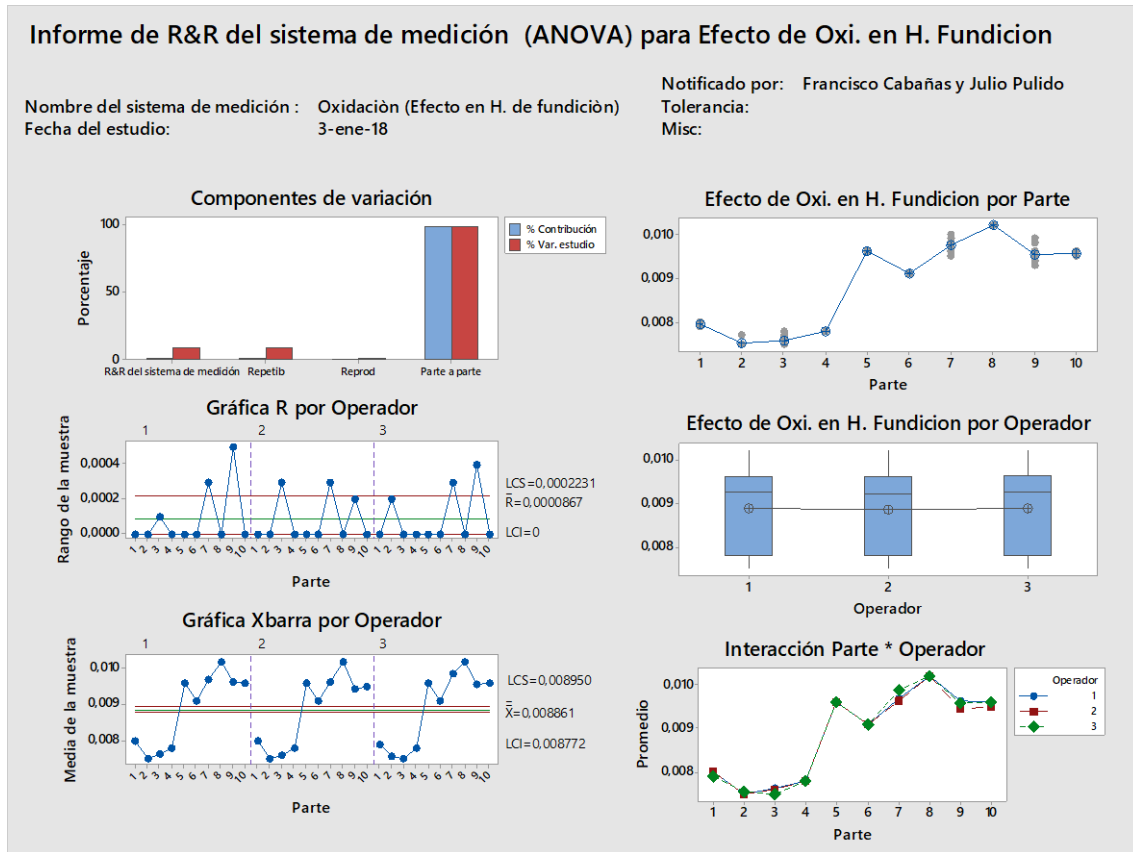 Informe de R&R del sistema de medición (ANOVA) para Efecto de Oxi. en H. Fundicion
Nombre del sistema de medición : Oxidaciòn (Efecto en H. de fundiciòn)
Fecha del estudio: 3-ene-18
Notificado por: Francisco Cabañas y Julio Pulido
Tolerancia:
Misc:
Componentes de variación
Porcentaje
100
50
0
R&R del sistema de medición Repetib Reprod Parte a parte
% Contribución
% Var. estudio
Gráfica R por Operador
1 2 3
Rango de la muestra
0,0004
0,0002
0,0000
LCS=0,0002231
R=0,0000867
LCI=0
1 2 3 4 5 6 7 8 9 10 1 2 3 4 5 6 7 8 9 10 1 2 3 4 5 6 7 8 9 10
Parte
Gráfica Xbarra por Operador
1 2 3
Media de la muestra
0,010
0,009
0,008
LCS=0,008950
X=0,008861
LCI=0,008772
1 2 3 4 5 6 7 8 9 10 1 2 3 4 5 6 7 8 9 10 1 2 3 4 5 6 7 8 9 10
Parte
Efecto de Oxi. en H. Fundicion por Parte
0,010
0,009
0,008
1 2 3 4 5 6 7 8 9 10
Parte
Efecto de Oxi. en H. Fundicion por Operador
0,010
0,009
0,008
1 2 3
Operador
Interacción Parte * Operador
Promedio
0,010
0,009
0,008
1 2 3 4 5 6 7 8 9 10
Parte
Operador
1
2
3